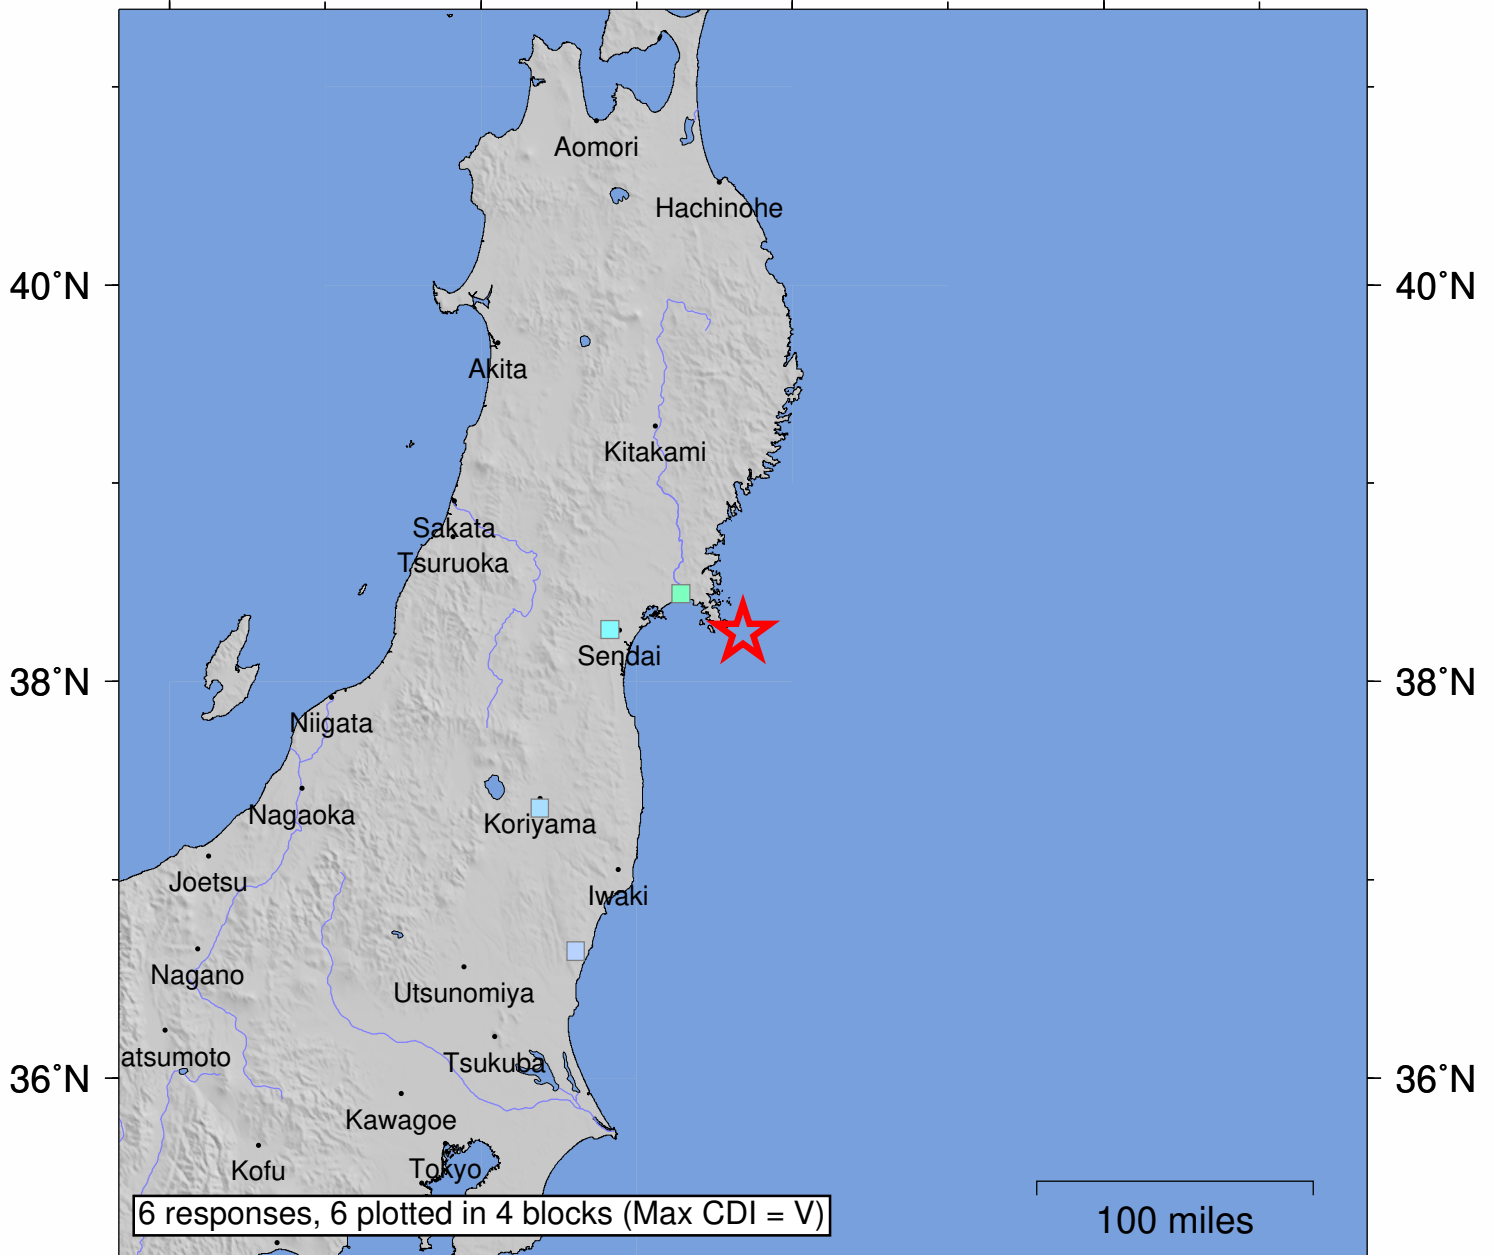 Aomori
Hachinohe
40°N
40°N
Akita
Kitakami
Sakata
Tsuruoka
Sendai
38°N
38°N
Niigata
Nagaoka
Koriyama
Joetsu
Iwaki
Nagano
Utsunomiya
atsumoto
Tsukuba
36°N
36°N
Kawagoe
Kofu
Tokyo
6 responses, 6 plotted in 4 blocks (Max CDI = V)
100 miles